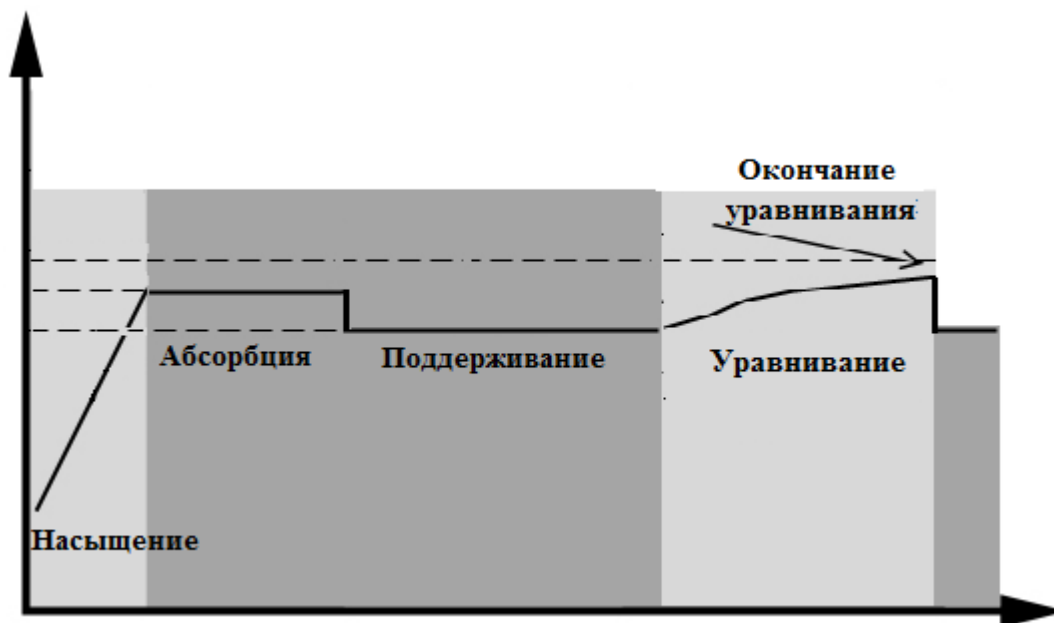 Окончание
уравнивания
Абсорбция
Поддерживание
Уравнивание
Насыщение